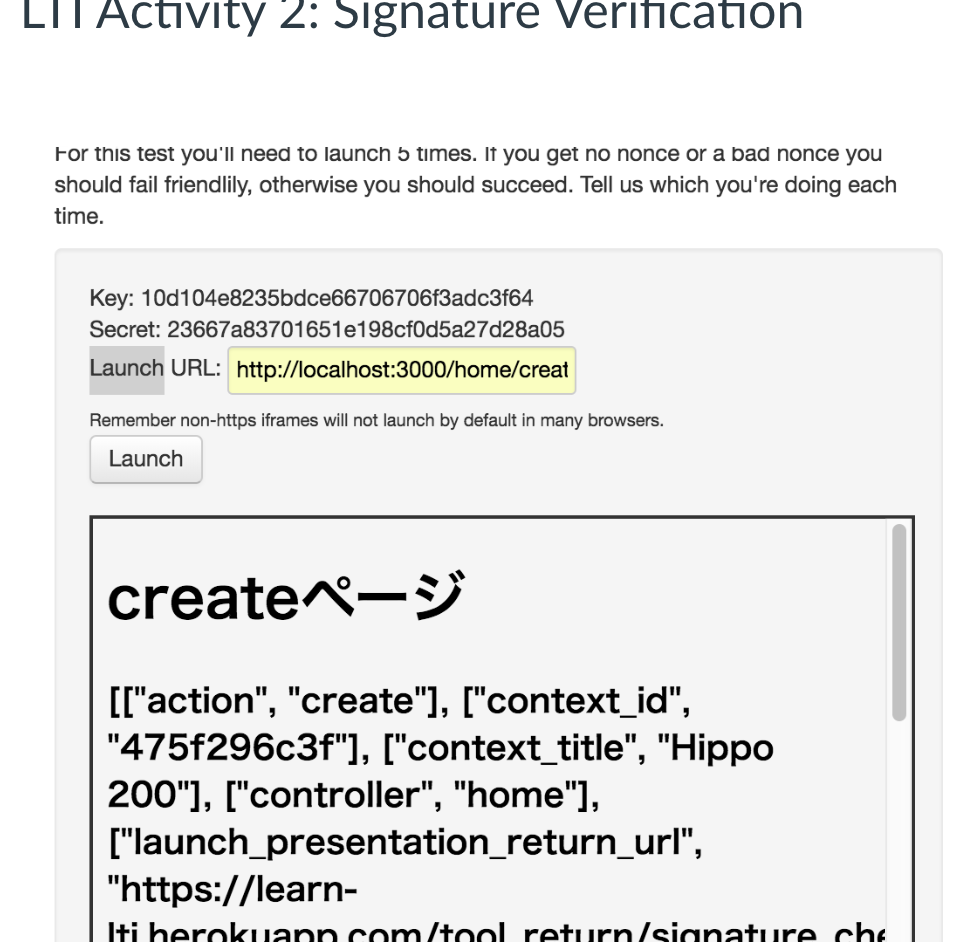 LTI Activity 2: Signature Verification
For this test you'll need to launch 5 times. If you get no nonce or a bad nonce you
should fail friendlily, otherwise you should succeed. Tell us which you're doing each
time.
Key: 10d104e8235bdce66706706f3adc3f64
Secret: 23667a83701651e198cf0d5a27d28a05
Launch URL: http://localhost:3000/home/creat
Remember non-https iframes will not launch by default in many browsers.
Launch
createページ
[["action", "create"], ["context_id",
"475f296c3f"], ["context_title", "Hippo
200"], ["controller", "home"],
["launch_presentation_return_url",
"https://learn-
lti.herokuapp.com/tool_return/signature_che